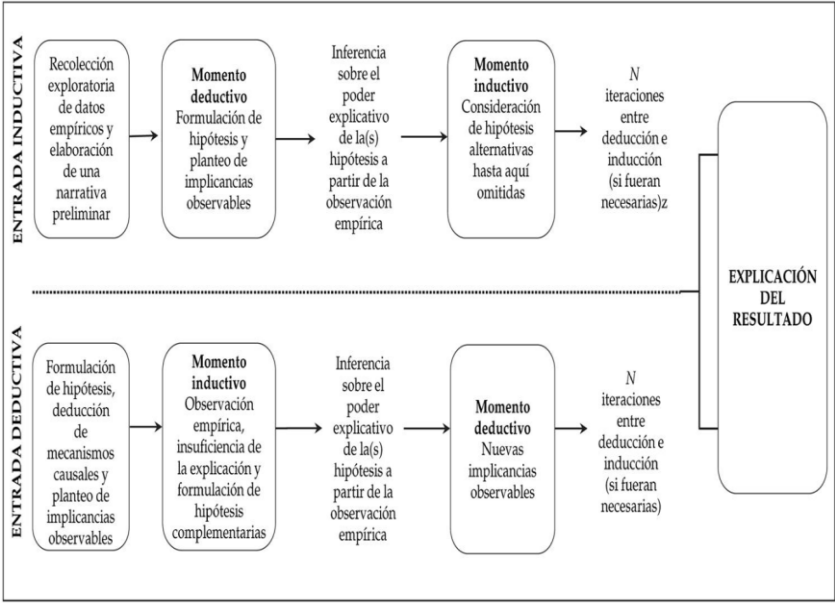 ENTRADA INDUCTIVA
Recolección
exploratoria
de datos
empíricos y
elaboración
de una
narrativa
preliminar
Momento
deductivo
Formulación de
hipótesis y
planteo de
implicancias
observables
Inferencia
sobre el
poder
explicativo
de la(s)
hipótesis a
partir de la
observación
empírica
Momento
inductivo
Consideración
de hipótesis
alternativas
hasta aquí
omitidas
N
iteraciones
entre
deducción e
inducción
(si fueran
necesarias)z
ENTRADA DEDUCTIVA
Formulación
de hipótesis,
deducción
de
mecanismos
causales y
planteo de
implicancias
observables
Momento
inductivo
Observación
empírica,
insuficiencia de
la explicación y
formulación de
hipótesis
complementarias
Inferencia
sobre el
poder
explicativo
de la(s)
hipótesis a
partir de la
observación
empírica
Momento
deductivo
Nuevas
implicancias
observables
N
iteraciones
entre
deducción e
inducción
(si fueran
necesarias)
EXPLICACIÓN
DEL
RESULTADO